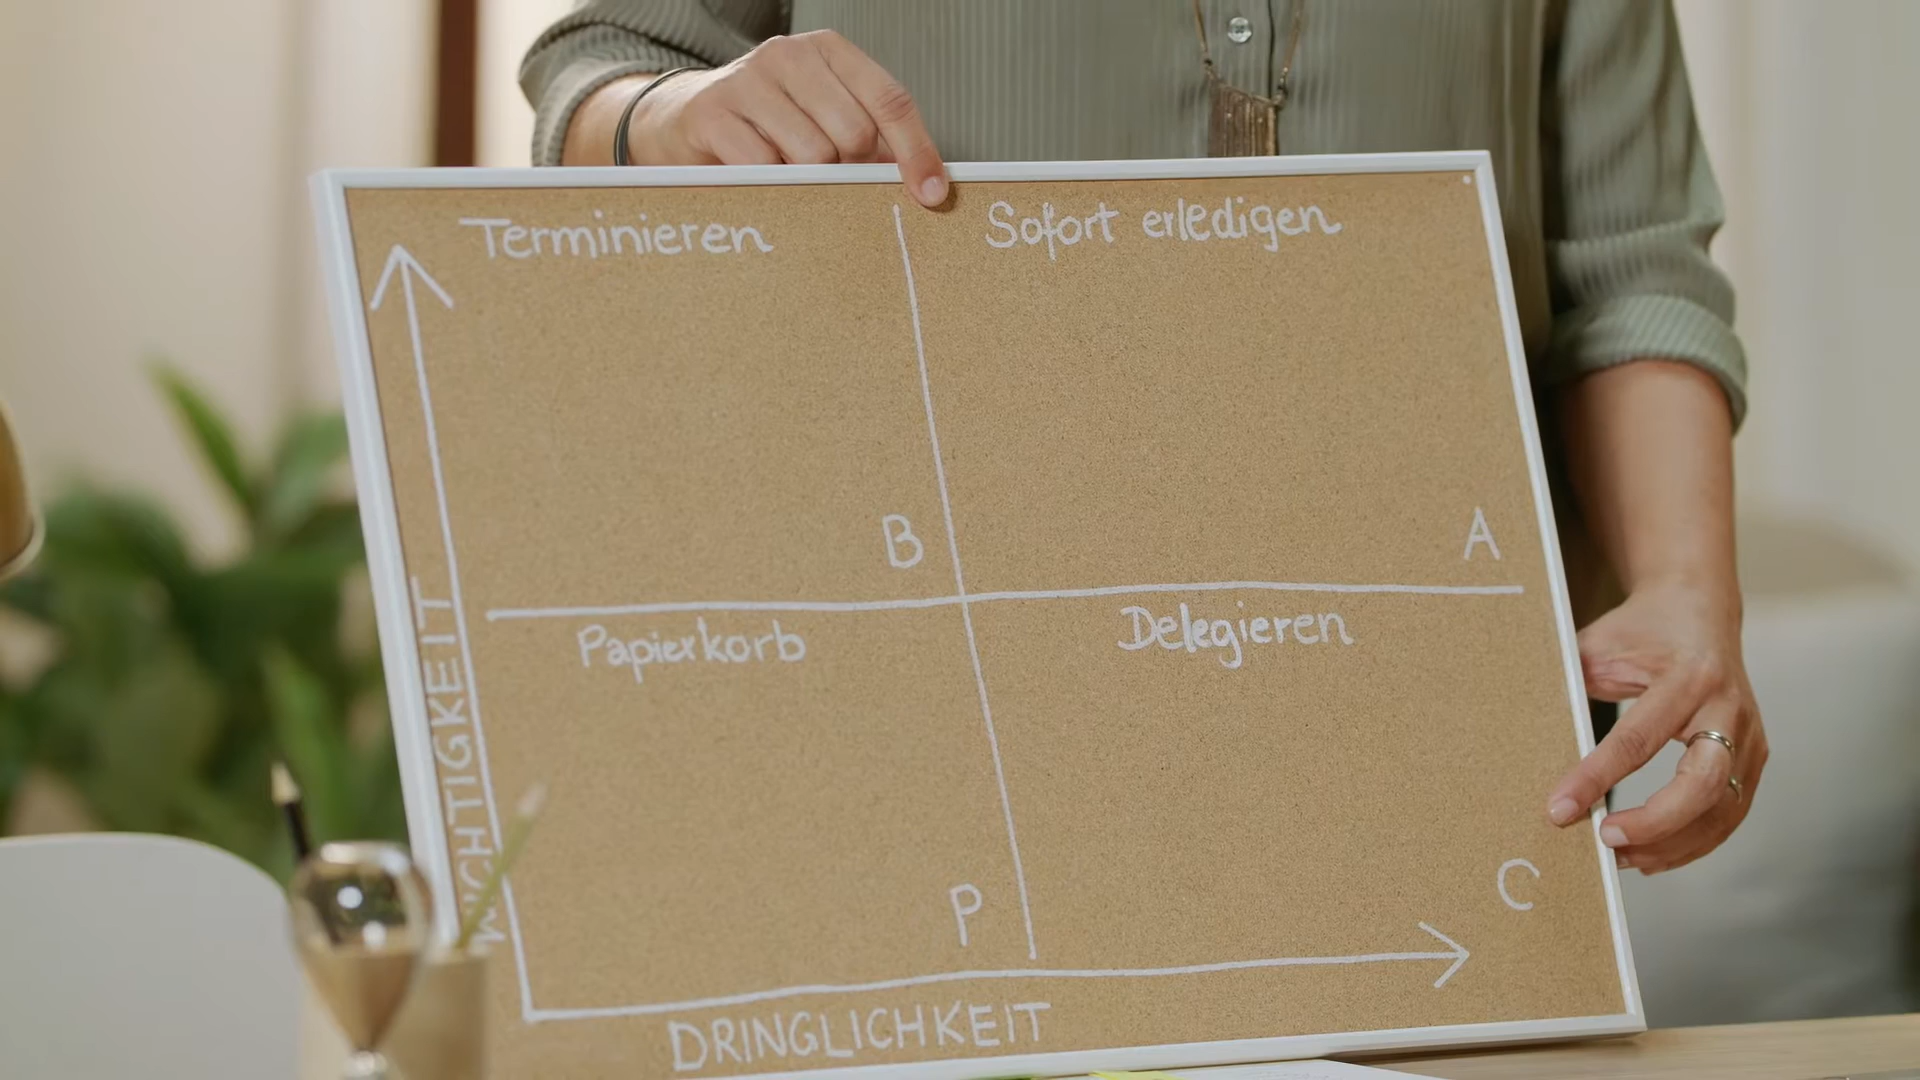 Terminieren
Sofort erledigen
B
A
WICHTIGKEIT
Papierkorb
Delegieren
P
C
DRINGLICHKEIT